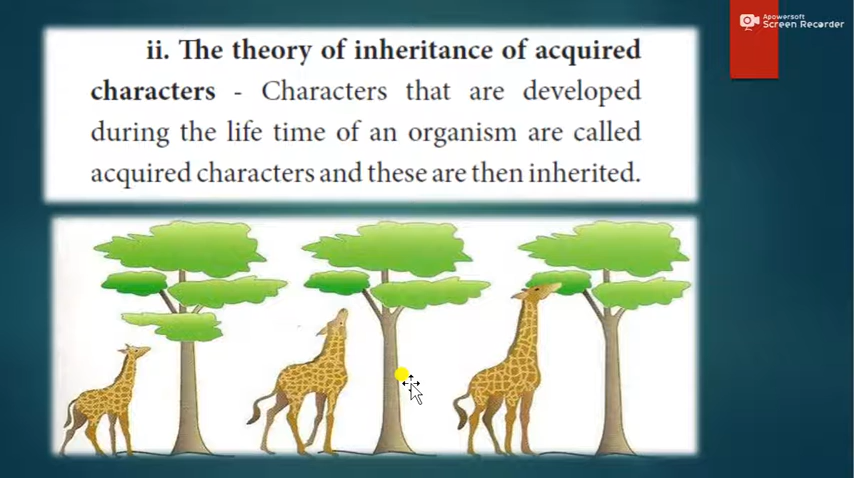 Apowersoft
Screen Recorder
ii. The theory of inheritance of acquired
characters - Characters that are developed
during the life time of an organism are called
acquired characters and these are then inherited.